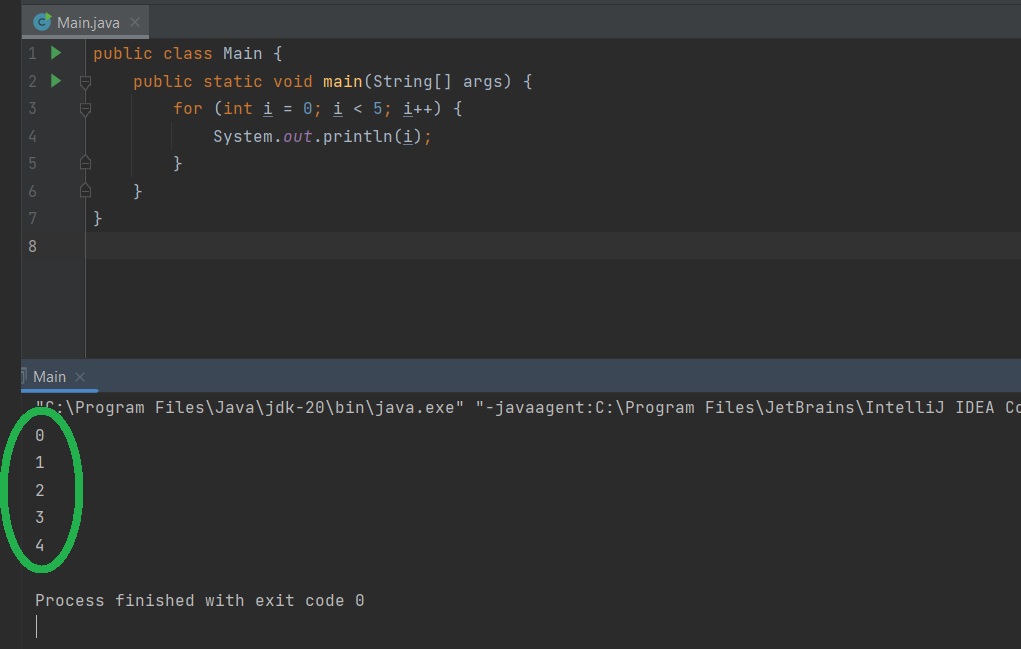 Main.java
1 public class Main {
2     public static void main(String[] args) {
3         for (int i = 0; i < 5; i++) {
4             System.out.println(i);
5         }
6     }
7 }
8
Main
"C:\Program Files\Java\jdk-20\bin\java.exe" "-javaagent:C:\Program Files\JetBrains\IntelliJ IDEA
0
1
2
3
4
Process finished with exit code 0